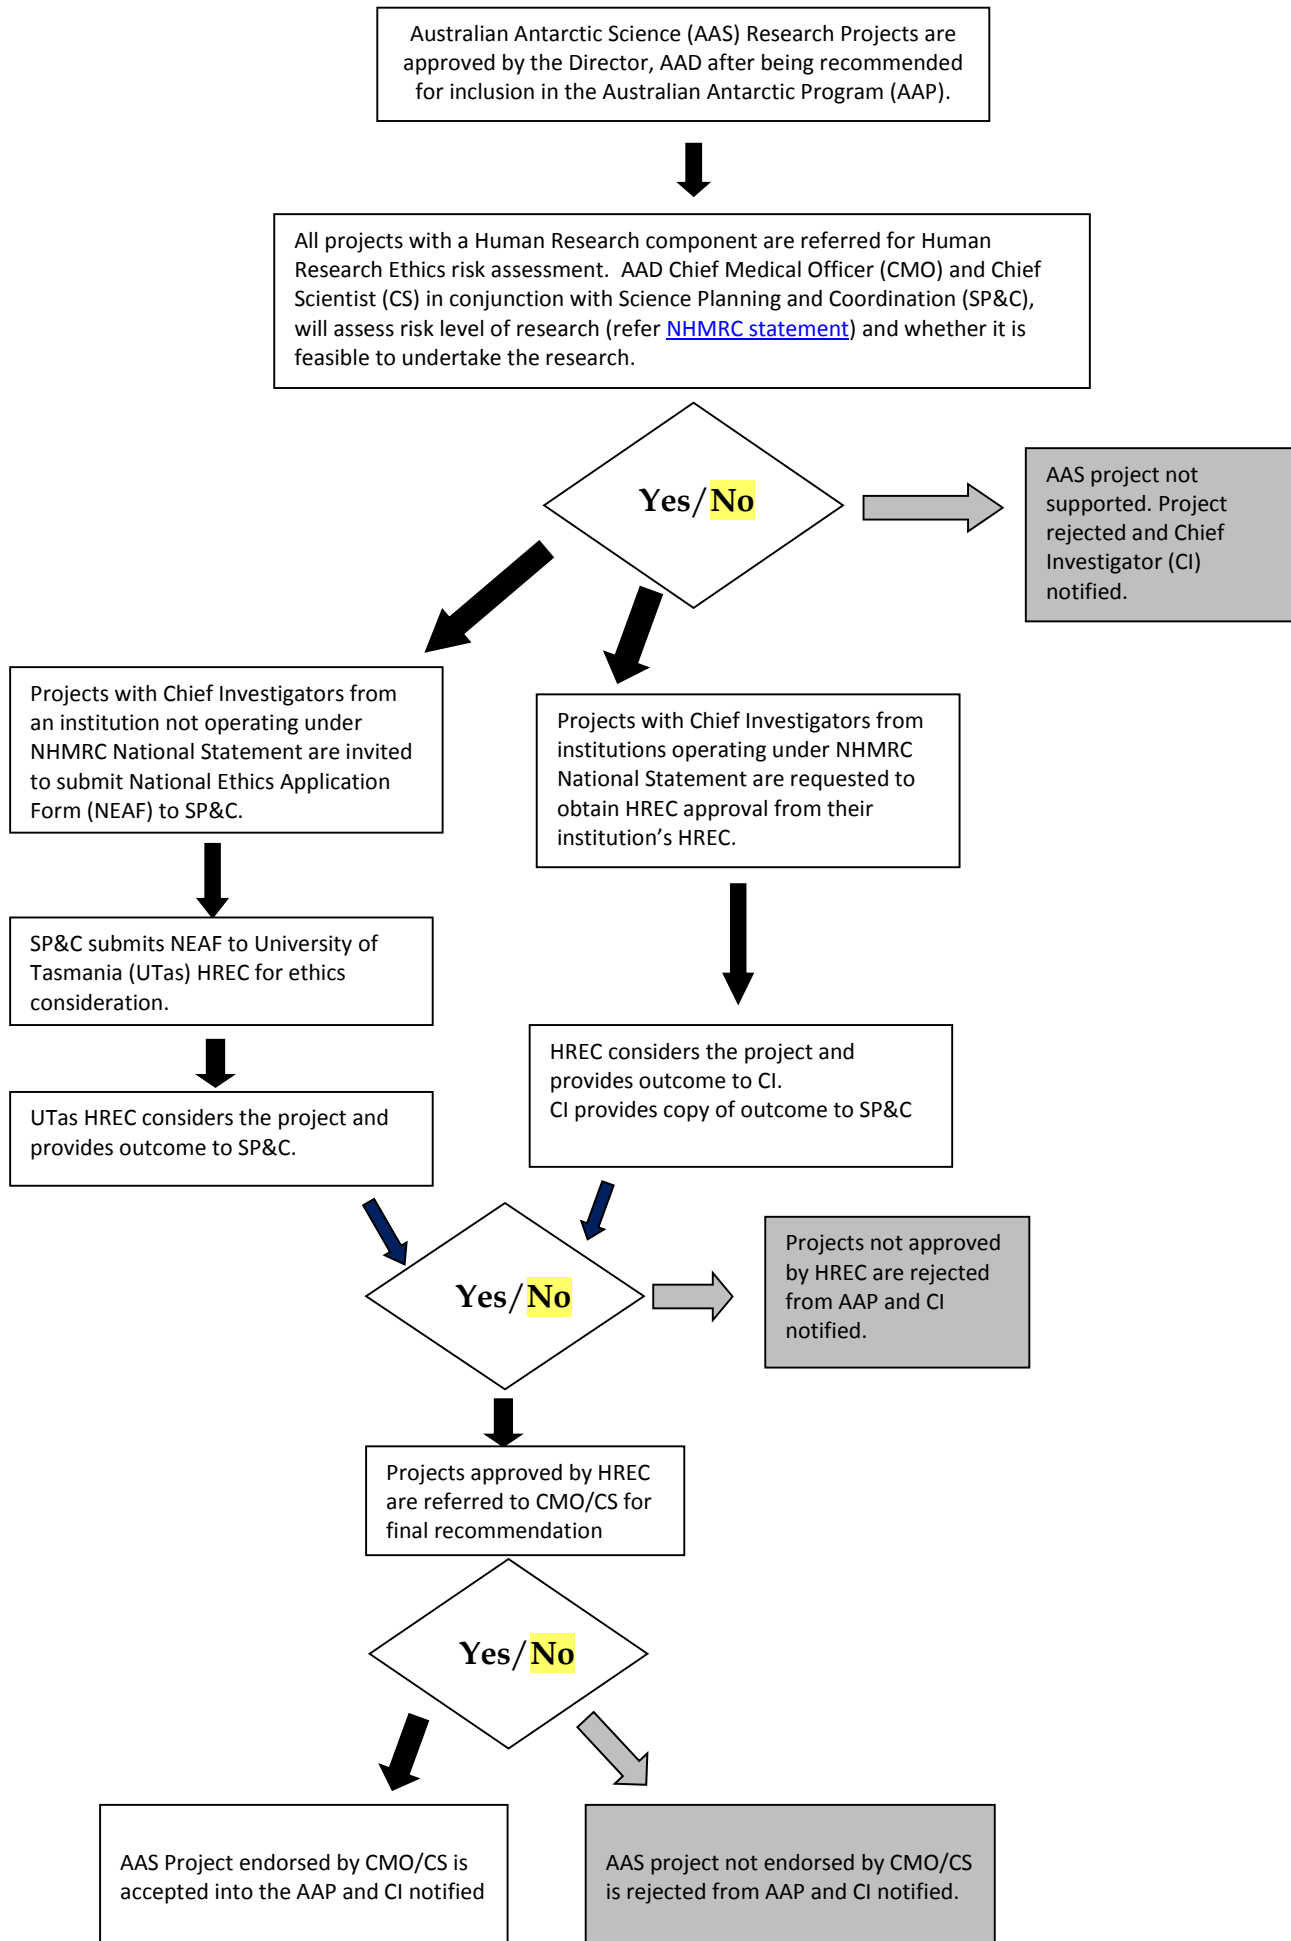 Australian Antarctic Science (AAS) Research Projects are
approved by the Director, AAD after being recommended
for inclusion in the Australian Antarctic Program (AAP).
All projects with a Human Research component are referred for Human
Research Ethics risk assessment.  AAD Chief Medical Officer (CMO) and Chief
Scientist (CS) in conjunction with Science Planning and Coordination (SP&C),
will assess risk level of research (refer NHMRC statement) and whether it is
feasible to undertake the research.
Yes/No
AAS project not
supported. Project
rejected and Chief
Investigator (CI)
notified.
Projects with Chief Investigators from
an institution not operating under
NHMRC National Statement are invited
to submit National Ethics Application
Form (NEAF) to SP&C.
Projects with Chief Investigators from
institutions operating under NHMRC
National Statement are requested to
obtain HREC approval from their
institution’s HREC.
SP&C submits NEAF to University of
Tasmania (UTas) HREC for ethics
consideration.
HREC considers the project and
provides outcome to CI.
CI provides copy of outcome to SP&C
UTas HREC considers the project and
provides outcome to SP&C.
Yes/No
Projects not approved
by HREC are rejected
from AAP and CI
notified.
Projects approved by HREC
are referred to CMO/CS for
final recommendation
Yes/No
AAS Project endorsed by CMO/CS is
accepted into the AAP and CI notified
AAS project not endorsed by CMO/CS
is rejected from AAP and CI notified.